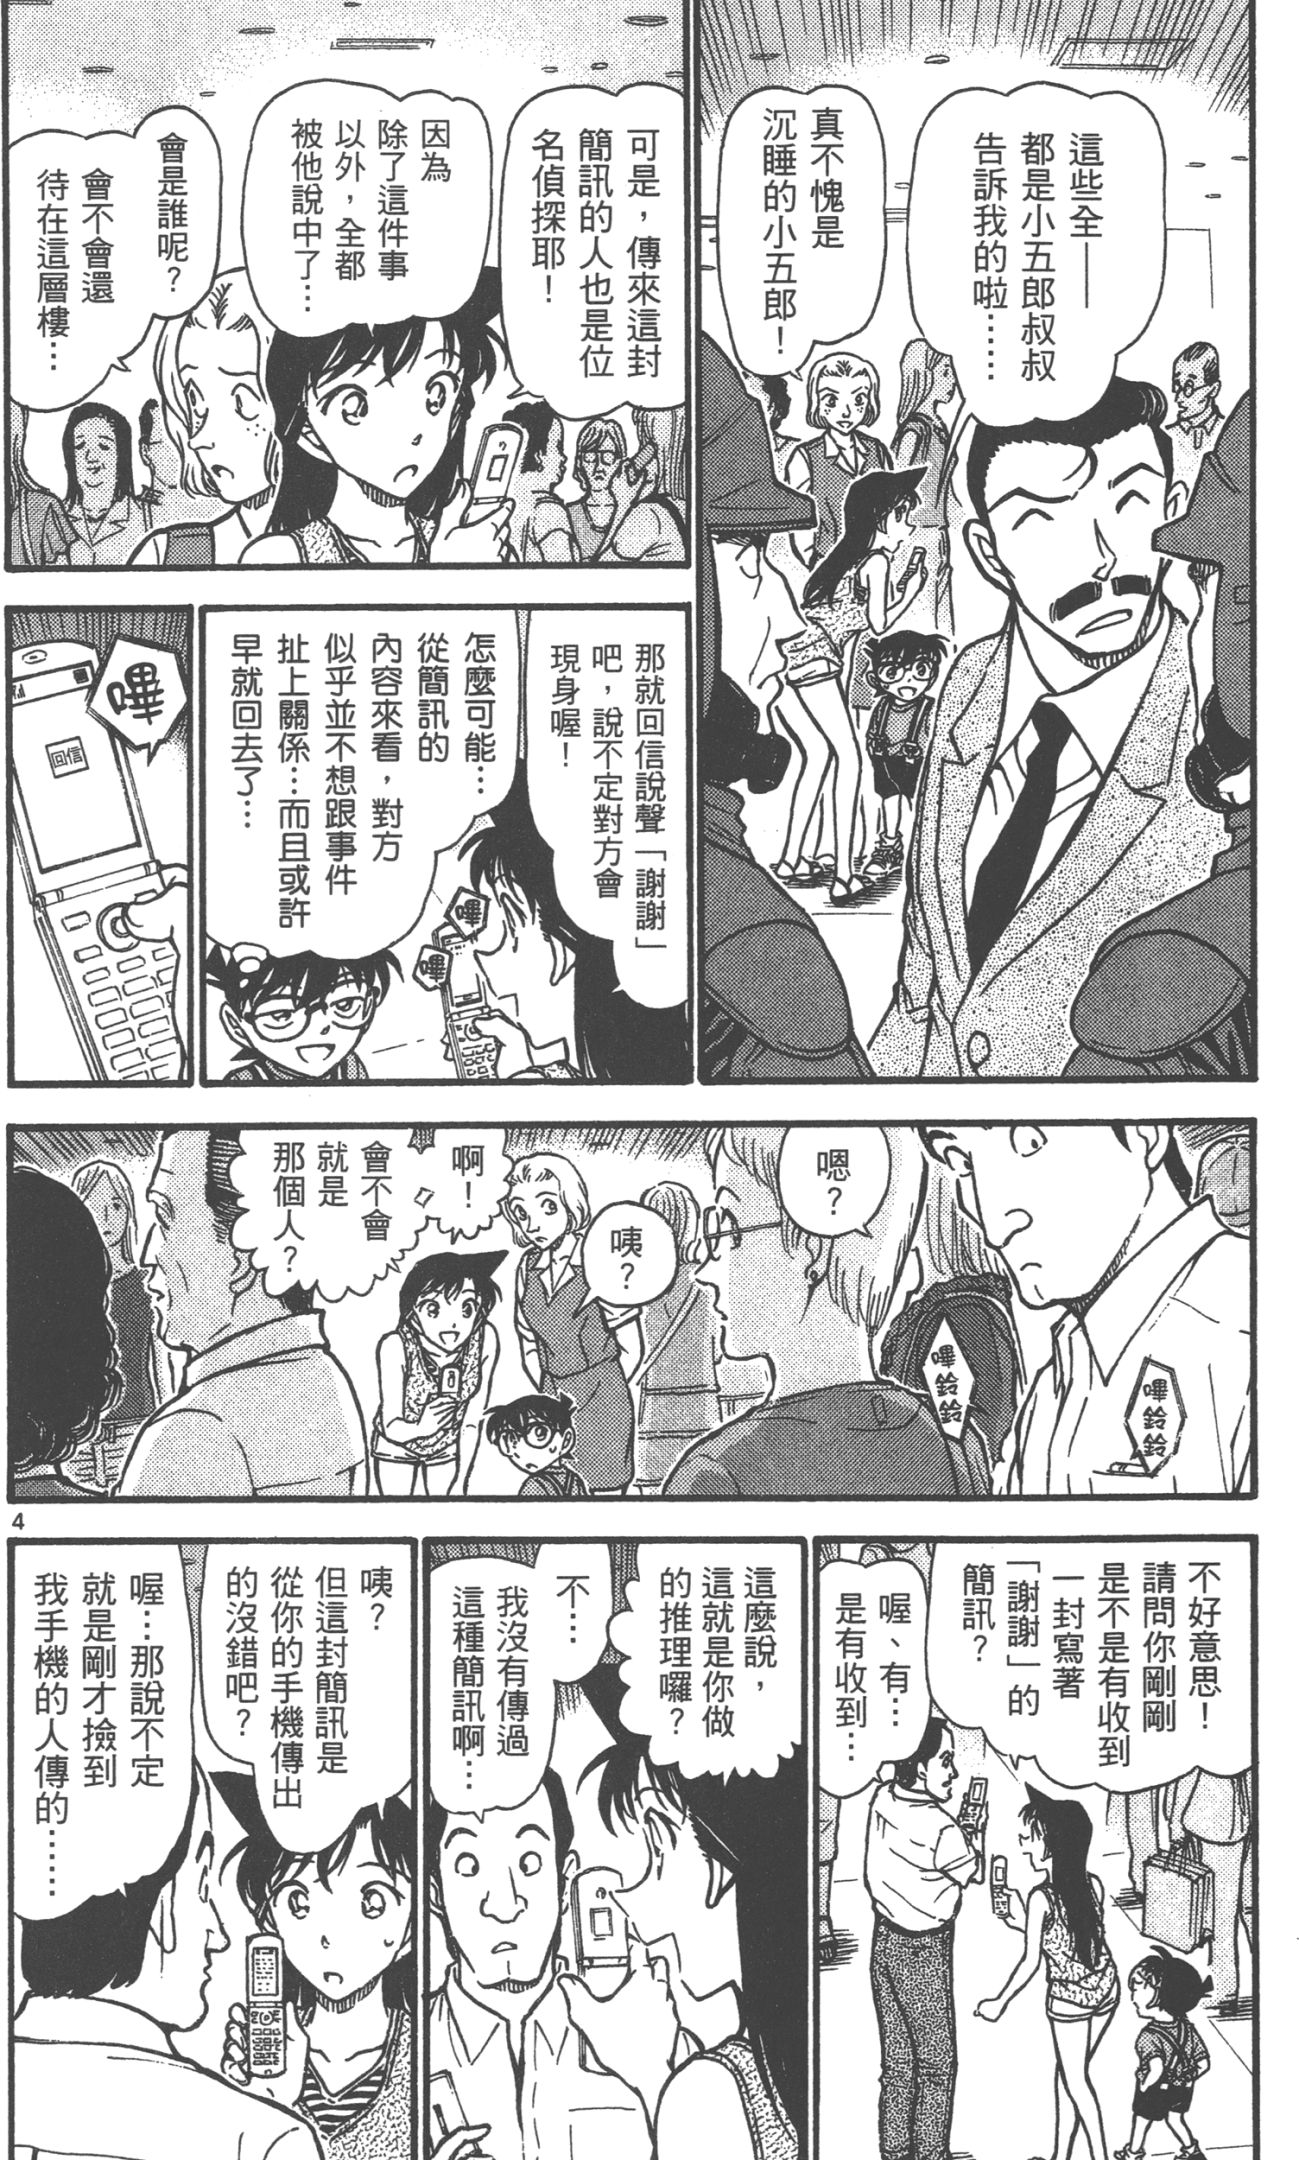 這些全——
都是小五郎叔叔
告訴我的啦……
真不愧是
沉睡的小五郎！
可是，傳來這封
簡訊的人也是位
名偵探耶！
因為
除了這件事
以外，全都
被他說中了…
會是誰呢？
會不會還
待在這層樓…
那就回信說聲「謝謝」
吧，說不定對方會
現身喔！
怎麼可能…
從簡訊的
內容來看，對方
似乎並不想跟事件
扯上關係…而且或許
早就回去了…
嗶
嗶
嗶
回信
嗶鈴鈴
嗶鈴鈴
嗯？
咦？
啊！
會不會
就是
那個人？
4
不好意思！
請問你剛剛
是不是有收到
一封寫著
「謝謝」的
簡訊？
喔、有…
是有收到…
這麼說，
這就是你做
的推理囉？
不…
我沒有傳過
這種簡訊啊…
咦？
但這封簡訊是
從你的手機傳出
的沒錯吧？
喔…那說不定
就是剛才撿到
我手機的人傳的……